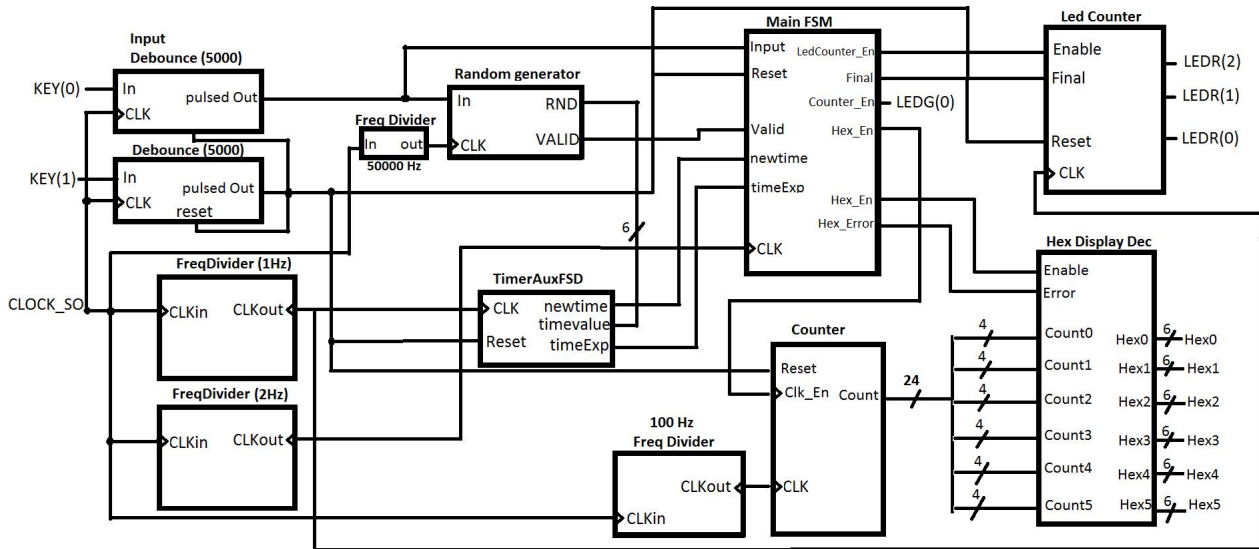 Input
Debounce (5000)
KEY(0)
In
pulsed Out
CLK
Debounce (5000)
KEY(1)
In
pulsed Out
CLK
reset
Freq Divider
In out
50000 Hz
Random generator
In
RND
VALID
CLK
6
Main FSM
Input
Reset
Valid
newtime
timeExp
CLK
LedCounter_En
Final
Counter_En
LEDG(0)
Hex_En
Hex_En
Hex_Error
Led Counter
Enable
Final
Reset
CLK
LEDR(2)
LEDR(1)
LEDR(0)
CLOCK_SO
FreqDivider (1Hz)
CLKin
CLKout
FreqDivider (2Hz)
CLKin
CLKout
TimerAuxFSD
CLK
Reset
newtime
timevalue
timeExp
100 Hz
Freq Divider
CLKout
CLKin
Counter
Reset
Clk_En
Count
CLK
24
Hex Display Dec
Enable
Error
4 Count0 Hex0 6 Hex0
4 Count1 Hex1 6 Hex1
4 Count2 Hex2 6 Hex2
4 Count3 Hex3 6 Hex3
4 Count4 Hex4 6 Hex4
4 Count5 Hex5 6 Hex5